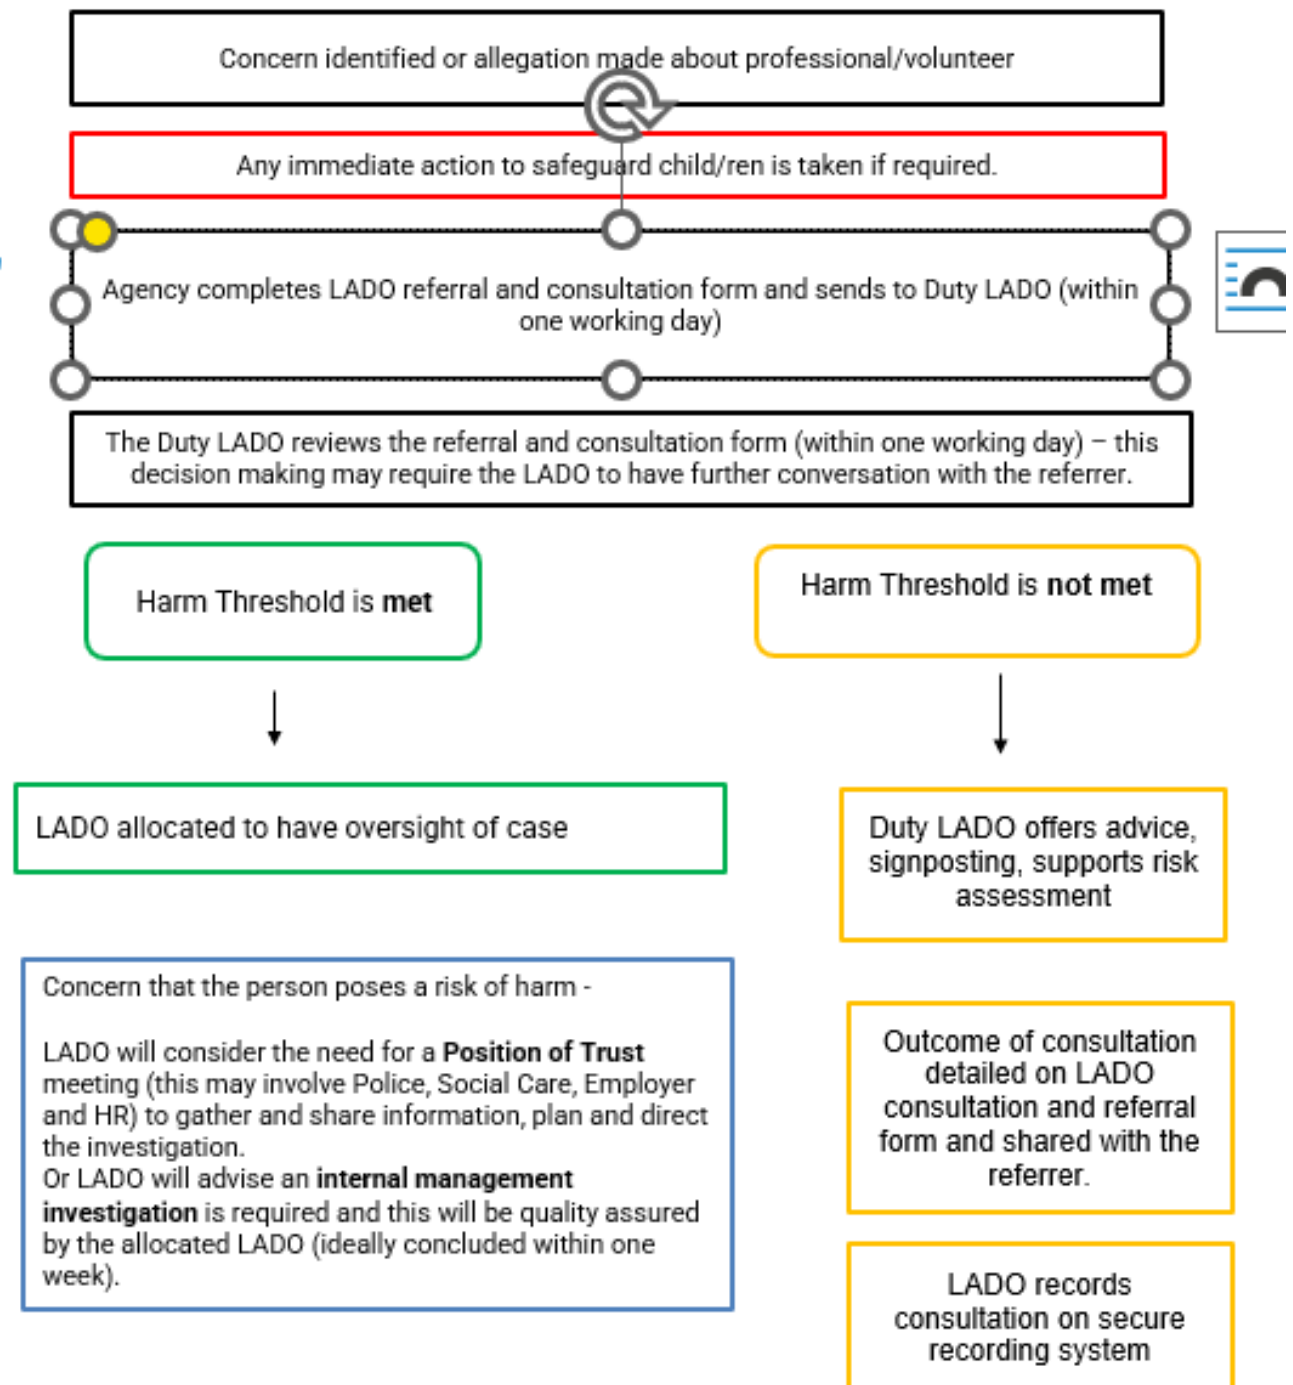 Concern identified or allegation made about professional/volunteer
Any immediate action to safeguard child/ren is taken if required.
Agency completes LADO referral and consultation form and sends to Duty LADO (within
one working day)
The Duty LADO reviews the referral and consultation form (within one working day) – this
decision making may require the LADO to have further conversation with the referrer.
Harm Threshold is met
Harm Threshold is not met
LADO allocated to have oversight of case
Duty LADO offers advice,
signposting, supports risk
assessment
Concern that the person poses a risk of harm -
LADO will consider the need for a Position of Trust
meeting (this may involve Police, Social Care, Employer
and HR) to gather and share information, plan and direct
the investigation.
Or LADO will advise an internal management
investigation is required and this will be quality assured
by the allocated LADO (ideally concluded within one
week).
Outcome of consultation
detailed on LADO
consultation and referral
form and shared with the
referrer.
LADO records
consultation on secure
recording system